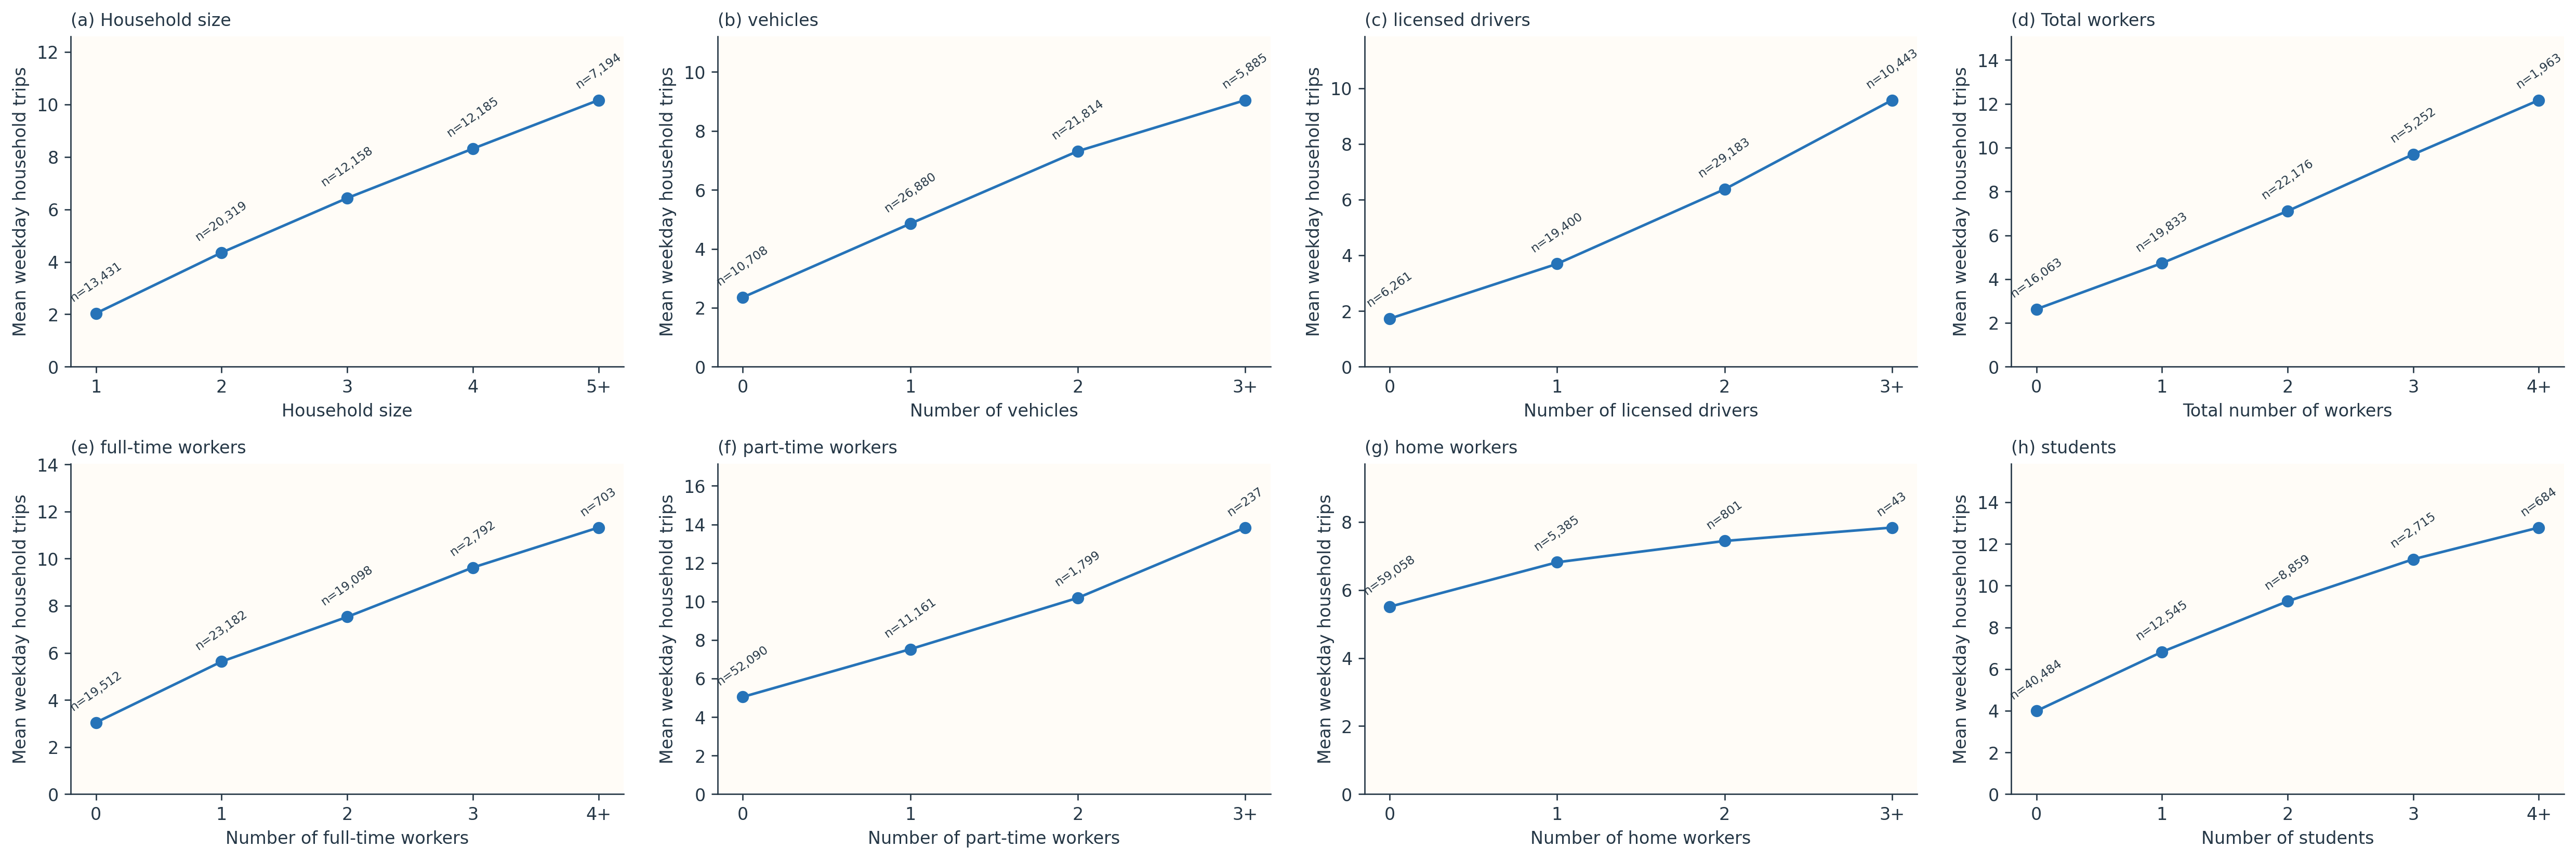 (a) Household size
Mean weekday household trips
12
10
8
6
4
2
0
n=13,431
n=20,319
n=12,158
n=12,185
n=7,194
1 2 3 4 5+
Household size
(b) vehicles
Mean weekday household trips
10
8
6
4
2
0
n=10,708
n=26,880
n=21,814
n=5,885
0 1 2 3+
Number of vehicles
(c) licensed drivers
Mean weekday household trips
10
8
6
4
2
0
n=6,261
n=19,400
n=29,183
n=10,443
0 1 2 3+
Number of licensed drivers
(d) Total workers
Mean weekday household trips
14
12
10
8
6
4
2
0
n=16,063
n=19,833
n=22,176
n=5,252
n=1,963
0 1 2 3 4+
Total number of workers
(e) full-time workers
Mean weekday household trips
14
12
10
8
6
4
2
0
n=19,512
n=23,182
n=19,098
n=2,792
n=703
0 1 2 3 4+
Number of full-time workers
(f) part-time workers
Mean weekday household trips
16
14
12
10
8
6
4
2
0
n=52,090
n=11,161
n=1,799
n=237
0 1 2 3+
Number of part-time workers
(g) home workers
Mean weekday household trips
8
6
4
2
0
n=59,058
n=5,385
n=801
n=43
0 1 2 3+
Number of home workers
(h) students
Mean weekday household trips
14
12
10
8
6
4
2
0
n=40,484
n=12,545
n=8,859
n=2,715
n=684
0 1 2 3 4+
Number of students